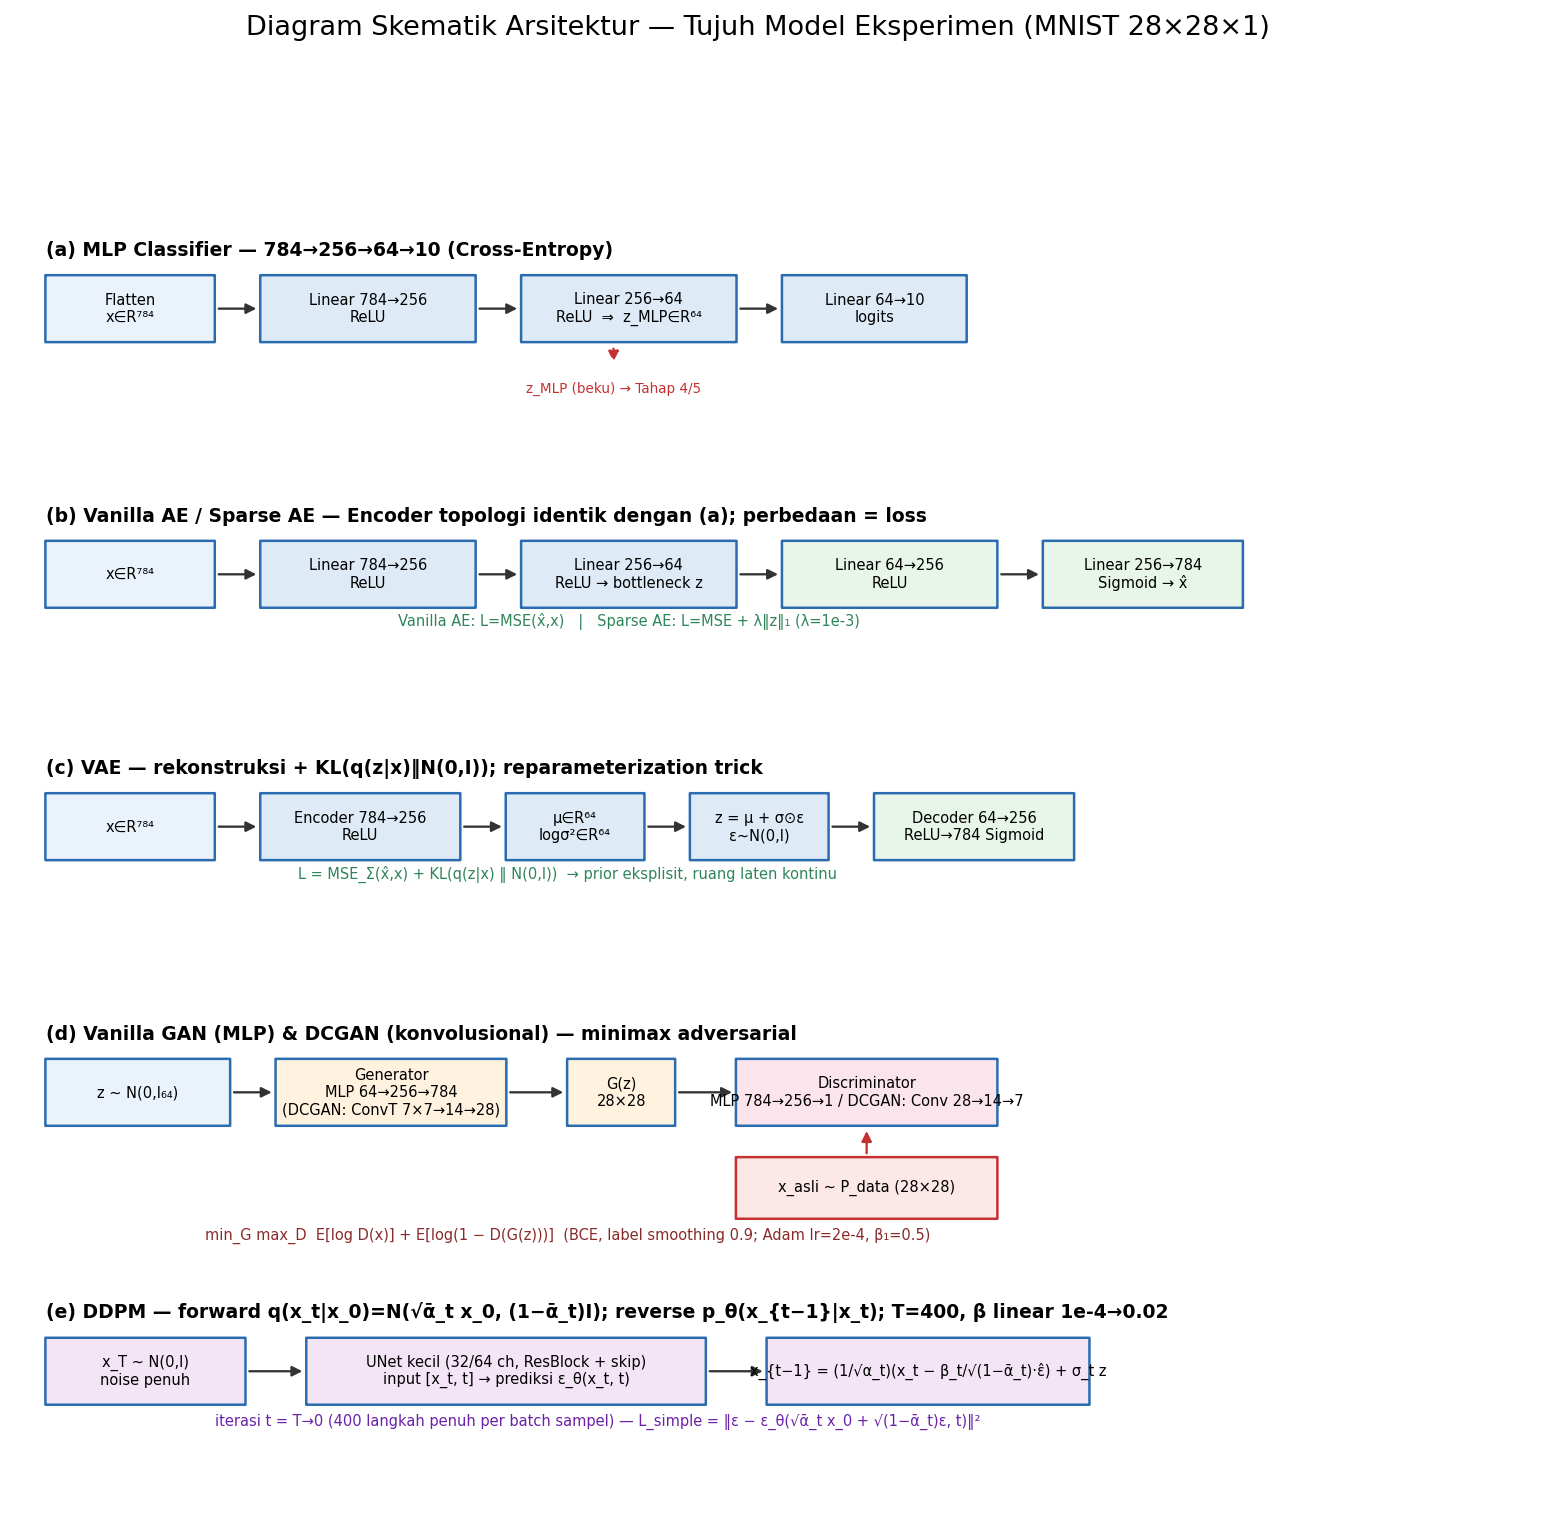 Diagram Skematik Arsitektur — Tujuh Model Eksperimen (MNIST 28×28×1)
(a) MLP Classifier — 784→256→64→10 (Cross-Entropy)
Flatten
x∈R⁷⁸⁴
Linear 784→256
ReLU
Linear 256→64
ReLU ⇒ z_MLP∈R⁶⁴
Linear 64→10
logits
z_MLP (beku) → Tahap 4/5
(b) Vanilla AE / Sparse AE — Encoder topologi identik dengan (a); perbedaan = loss
x∈R⁷⁸⁴
Linear 784→256
ReLU
Linear 256→64
ReLU → bottleneck z
Linear 64→256
ReLU
Linear 256→784
Sigmoid → x̂
Vanilla AE: L=MSE(x̂,x) | Sparse AE: L=MSE + λ‖z‖₁ (λ=1e-3)
(c) VAE — rekonstruksi + KL(q(z|x)‖N(0,I)); reparameterization trick
x∈R⁷⁸⁴
Encoder 784→256
ReLU
μ∈R⁶⁴
logσ²∈R⁶⁴
z = μ + σ⊙ε
ε~N(0,I)
Decoder 64→256
ReLU→784 Sigmoid
L = MSE_Σ(x̂,x) + KL(q(z|x) ‖ N(0,I)) → prior eksplisit, ruang laten kontinu
(d) Vanilla GAN (MLP) & DCGAN (konvolusional) — minimax adversarial
z ~ N(0,I₆₄)
Generator
MLP 64→256→784
(DCGAN: ConvT 7×7→14→28)
G(z)
28×28
Discriminator
MLP 784→256→1 / DCGAN: Conv 28→14→7
x_asli ~ P_data (28×28)
min_G max_D E[log D(x)] + E[log(1 − D(G(z)))] (BCE, label smoothing 0.9; Adam lr=2e-4, β₁=0.5)
(e) DDPM — forward q(x_t|x_0)=N(√ᾱ_t x_0, (1−ᾱ_t)I); reverse p_θ(x_{t−1}|x_t); T=400, β linear 1e-4→0.02
x_T ~ N(0,I)
noise penuh
UNet kecil (32/64 ch, ResBlock + skip)
input [x_t, t] → prediksi ε_θ(x_t, t)
x_{t−1} = (1/√α_t)(x_t − β_t/√(1−ᾱ_t)·ε̂) + σ_t z
iterasi t = T→0 (400 langkah penuh per batch sampel) — L_simple = ‖ε − ε_θ(√ᾱ_t x_0 + √(1−ᾱ_t)ε, t)‖²